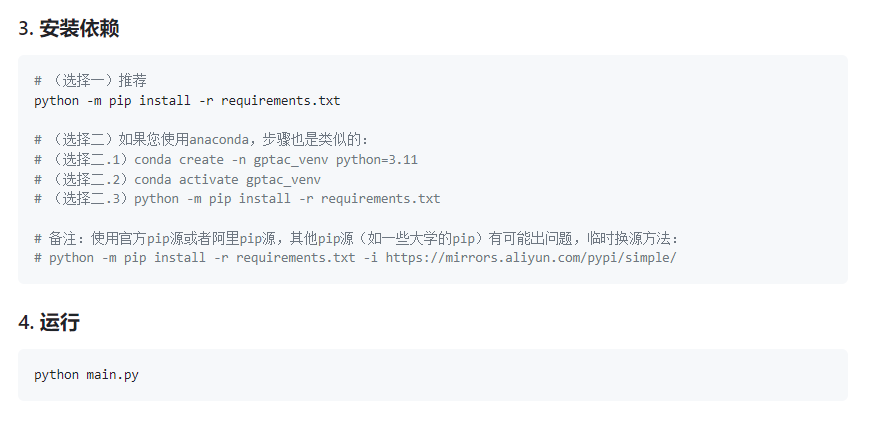 3. 安装依赖
# （选择一）推荐
python -m pip install -r requirements.txt
# （选择二）如果您使用anaconda，步骤也是类似的：
# （选择二.1）conda create -n gptac_venv python=3.11
# （选择二.2）conda activate gptac_venv
# （选择二.3）python -m pip install -r requirements.txt
# 备注：使用官方pip源或者阿里pip源，其他pip源（如一些大学的pip）有可能出问题，临时换源方法：
# python -m pip install -r requirements.txt -i https://mirrors.aliyun.com/pypi/simple/
4. 运行
python main.py